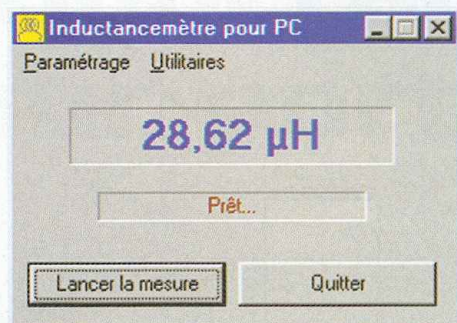 Inductancemètre pour PC
Paramétrage Utilitaires
28,62 µH
Prêt...
Lancer la mesure Quitter